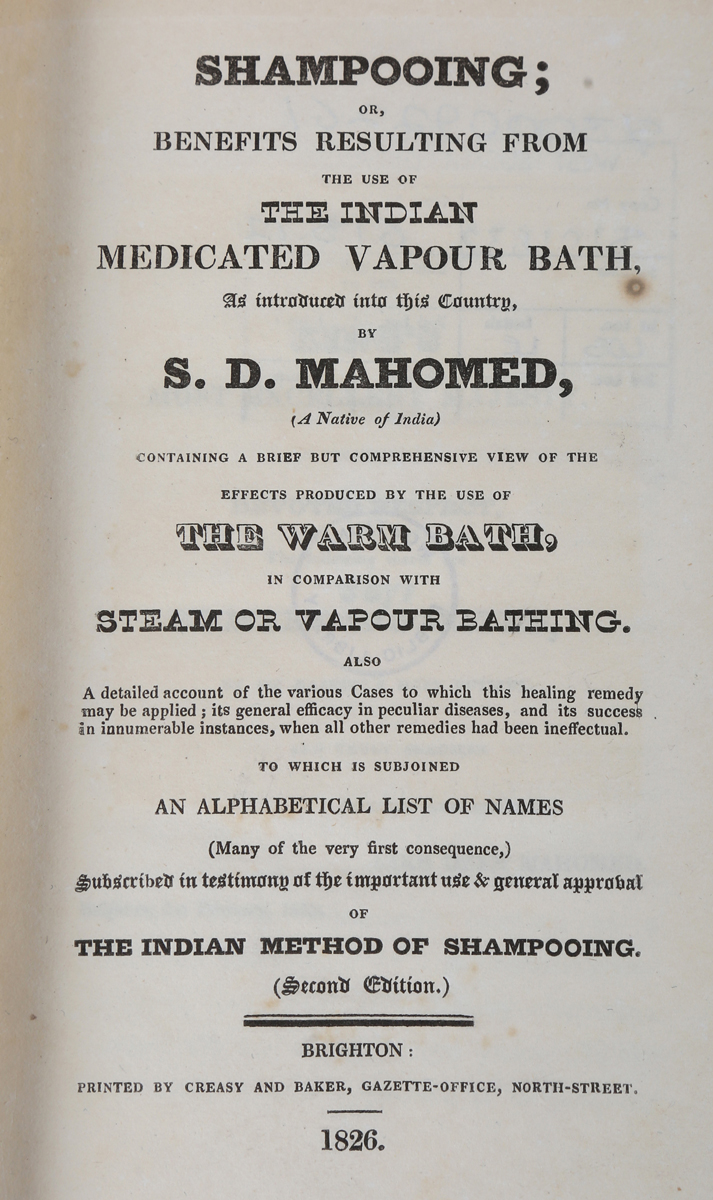 SHAMPOOING;
OR,
BENEFITS RESULTING FROM
THE USE OF
THE INDIAN
MEDICATED VAPOUR BATH,
As introduced into this Country,
BY
S. D. MAHOMED,
(A Native of India)
CONTAINING A BRIEF BUT COMPREHENSIVE VIEW OF THE
EFFECTS PRODUCED BY THE USE OF
THE WARM BATH,
IN COMPARISON WITH
STEAM OR VAPOUR BATHING.
ALSO
A detailed account of the various Cases to which this healing remedy
may be applied; its general efficacy in peculiar diseases, and its success
in innumerable instances, when all other remedies had been ineffectual.
TO WHICH IS SUBJOINED
AN ALPHABETICAL LIST OF NAMES
(Many of the very first consequence,)
Subscribed in testimony of the important use & general approbal
OF
THE INDIAN METHOD OF SHAMPOOING.
(Second Edition.)
BRIGHTON:
PRINTED BY CREASY AND BAKER, GAZETTE-OFFICE, NORTH-STREET.
1826.